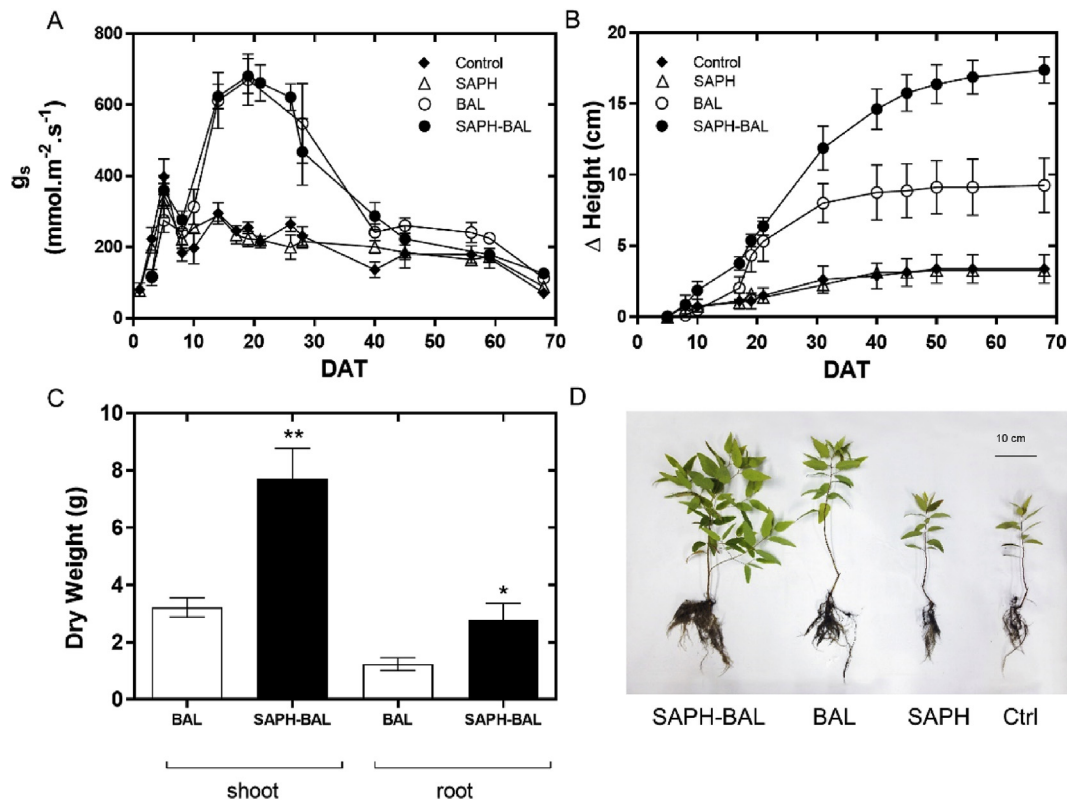 A
800
600
400
200
0
gs
(mmol.m-2.s-1)
Control
SAPH
BAL
SAPH-BAL
0 10 20 30 40 50 60 70
DAT
B
20
15
10
5
0
Δ Height (cm)
Control
SAPH
BAL
SAPH-BAL
0 10 20 30 40 50 60 70
DAT
C
10
8
6
4
2
0
Dry Weight (g)
**
*
BAL SAPH-BAL BAL SAPH-BAL
shoot root
D
10 cm
SAPH-BAL BAL SAPH Ctrl